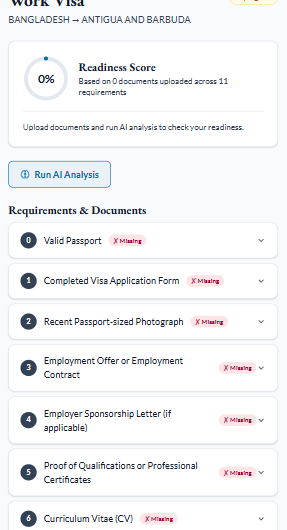 Work Visa
BANGLADESH → ANTIGUA AND BARBUDA
0%
Readiness Score
Based on 0 documents uploaded across 11
requirements
Upload documents and run AI analysis to check your readiness.
Run AI Analysis
Requirements & Documents
0 Valid Passport ✗ Missing
1 Completed Visa Application Form ✗ Missing
2 Recent Passport-sized Photograph ✗ Missing
3 Employment Offer or Employment
Contract ✗ Missing
4 Employer Sponsorship Letter (if
applicable) ✗ Missing
5 Proof of Qualifications or Professional
Certificates ✗ Missing
6 Curriculum Vitae (CV) ✗ Missing